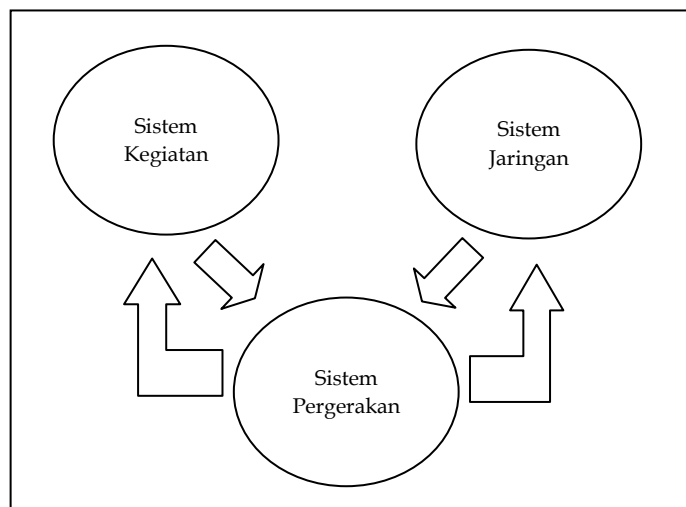 Sistem
Kegiatan
Sistem
Jaringan
Sistem
Pergerakan